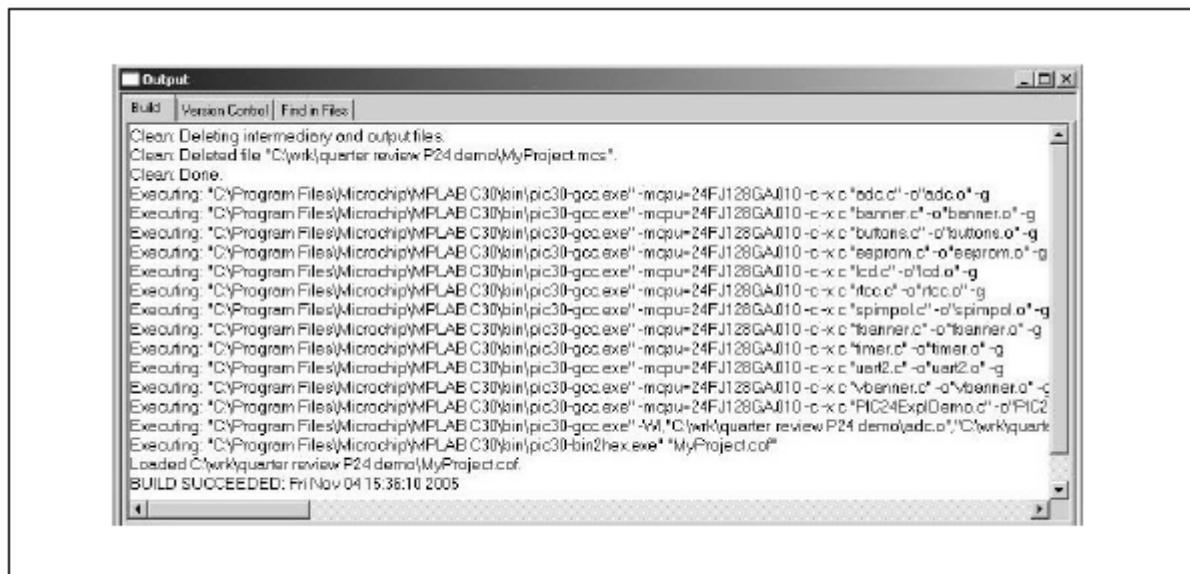 Output
Build Version Control Find in Files
Clean: Deleting intermediary and output files.
Clean: Deleted file "C:\wrk\quarter review P24 demo\MyProject.mcs".
Clean: Done.
Executing: "C:\Program Files\Microchip\MPLAB C30\bin\pic30-gcc.exe" -mcpu=24FJ128GA010 -c -x c "adc.c" -o"adc.o" -g
Executing: "C:\Program Files\Microchip\MPLAB C30\bin\pic30-gcc.exe" -mcpu=24FJ128GA010 -c -x c "banner.c" -o"banner.o" -g
Executing: "C:\Program Files\Microchip\MPLAB C30\bin\pic30-gcc.exe" -mcpu=24FJ128GA010 -c -x c "buttons.c" -o"buttons.o" -g
Executing: "C:\Program Files\Microchip\MPLAB C30\bin\pic30-gcc.exe" -mcpu=24FJ128GA010 -c -x c "eeprom.c" -o"eeprom.o" -g
Executing: "C:\Program Files\Microchip\MPLAB C30\bin\pic30-gcc.exe" -mcpu=24FJ128GA010 -c -x c "lcd.c" -o"lcd.o" -g
Executing: "C:\Program Files\Microchip\MPLAB C30\bin\pic30-gcc.exe" -mcpu=24FJ128GA010 -c -x c "rtcc.c" -o"rtcc.o" -g
Executing: "C:\Program Files\Microchip\MPLAB C30\bin\pic30-gcc.exe" -mcpu=24FJ128GA010 -c -x c "spimpol.c" -o"spimpol.o" -g
Executing: "C:\Program Files\Microchip\MPLAB C30\bin\pic30-gcc.exe" -mcpu=24FJ128GA010 -c -x c "tbanner.c" -o"tbanner.o" -g
Executing: "C:\Program Files\Microchip\MPLAB C30\bin\pic30-gcc.exe" -mcpu=24FJ128GA010 -c -x c "timer.c" -o"timer.o" -g
Executing: "C:\Program Files\Microchip\MPLAB C30\bin\pic30-gcc.exe" -mcpu=24FJ128GA010 -c -x c "uart2.c" -o"uart2.o" -g
Executing: "C:\Program Files\Microchip\MPLAB C30\bin\pic30-gcc.exe" -mcpu=24FJ128GA010 -c -x c "vbanner.c" -o"vbanner.o" -g
Executing: "C:\Program Files\Microchip\MPLAB C30\bin\pic30-gcc.exe" -mcpu=24FJ128GA010 -c -x c "PIC24ExplDemo.c" -o"PIC2
Executing: "C:\Program Files\Microchip\MPLAB C30\bin\pic30-gcc.exe" -Wl,"C:\wrk\quarter review P24 demo\adc.o","C:\wrk\quarte
Executing: "C:\Program Files\Microchip\MPLAB C30\bin\pic30-bin2hex.exe" "MyProject.cof"
Loaded C:\wrk\quarter review P24 demo\MyProject.cof.
BUILD SUCCEEDED: Fri Nov 04 15:36:10 2005